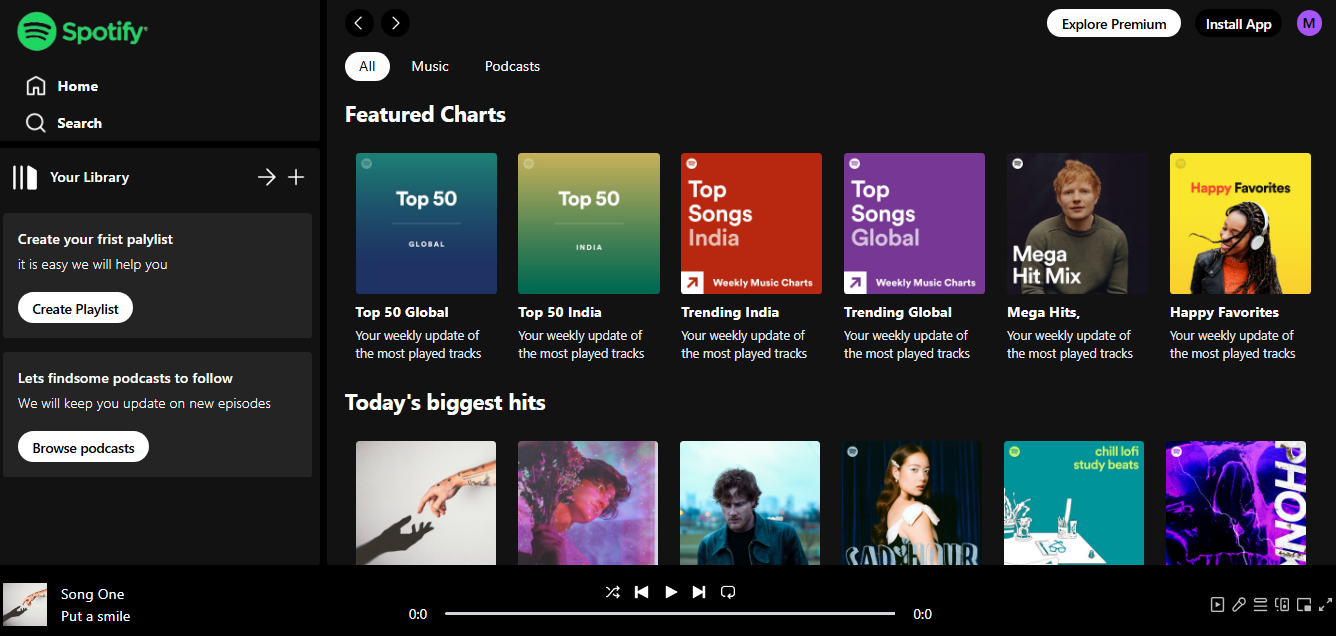 Spotify®
Home
Search
Your Library
Create your frist palylist
it is easy we will help you
Create Playlist
Lets findsome podcasts to follow
We will keep you update on new episodes
Browse podcasts
Explore Premium
Install App
M
All
Music
Podcasts
Featured Charts
Top 50
GLOBAL
Top 50 Global
Your weekly update of
the most played tracks
Top 50
INDIA
Top 50 India
Your weekly update of
the most played tracks
Top
Songs
India
Weekly Music Charts
Trending India
Your weekly update of
the most played tracks
Top
Songs
Global
Weekly Music Charts
Trending Global
Your weekly update of
the most played tracks
Mega
Hit Mix
Mega Hits,
Your weekly update of
the most played tracks
Happy Favorites
Happy Favorites
Your weekly update of
the most played tracks
Today's biggest hits
SAD HOUR
chill lofi
study beats
PHONK
Song One
Put a smile
0:0
0:0